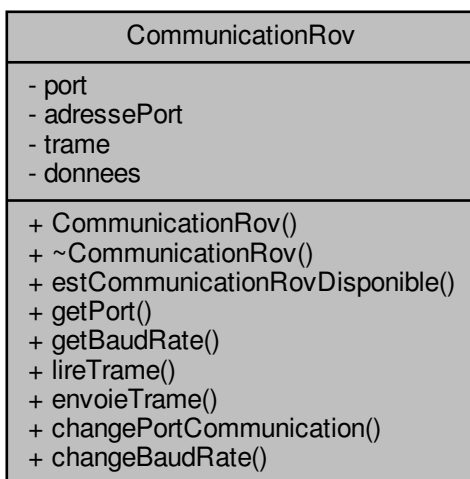 CommunicationRov
- port
- adressePort
- trame
- donnees
+ CommunicationRov()
+ ~CommunicationRov()
+ estCommunicationRovDisponible()
+ getPort()
+ getBaudRate()
+ lireTrame()
+ envoieTrame()
+ changePortCommunication()
+ changeBaudRate()